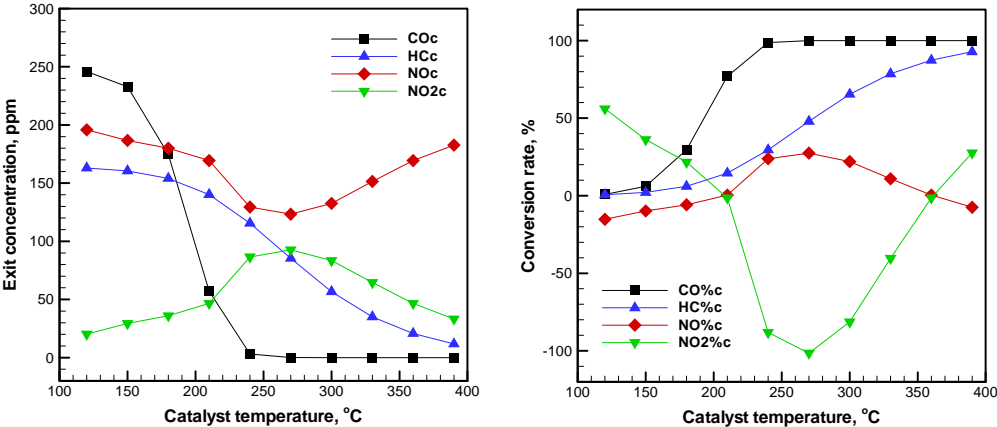 Exit concentration, ppm
300
250
200
150
100
50
0
COc
HCc
NOc
NO2c
100 150 200 250 300 350 400
Catalyst temperature, °C
Conversion rate, %
100
50
0
-50
-100
CO%c
HC%c
NO%c
NO2%c
100 150 200 250 300 350 400
Catalyst temperature, °C